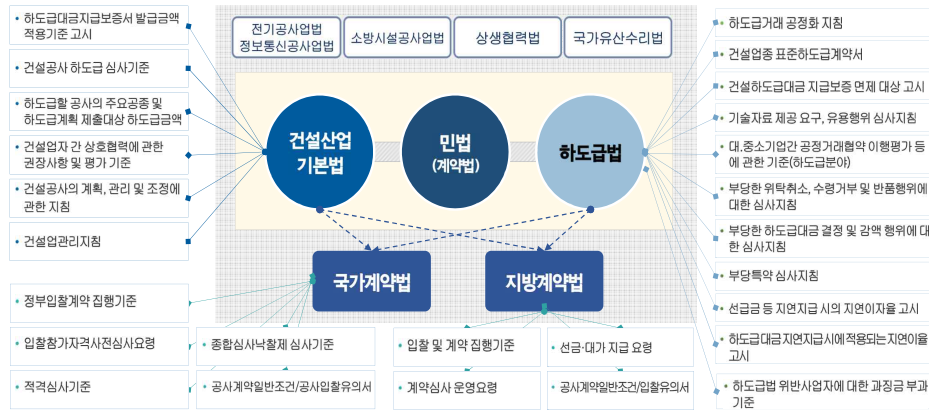 • 하도급대금지급보증서 발급금액
적용기준 고시
• 건설공사 하도급 심사기준
• 하도급할 공사의 주요공종 및
하도급계획 제출대상 하도급금액
• 건설업자 간 상호협력에 관한
권장사항 및 평가 기준
• 건설공사의 계획, 관리 및 조정에
관한 지침
• 건설업관리지침
전기공사업법
정보통신공사업법
소방시설공사업법
상생협력법
국가유산수리법
건설산업
기본법
민법
(계약법)
하도급법
국가계약법
지방계약법
• 하도급거래 공정화 지침
• 건설업종 표준하도급계약서
• 건설하도급대금 지급보증 면제 대상 고시
• 기술자료 제공 요구, 유용행위 심사지침
• 대.중소기업간 공정거래협약 이행평가 등
에 관한 기준(하도급분야)
• 부당한 위탁취소, 수령거부 및 반품행위에
대한 심사지침
• 부당한 하도급대금 결정 및 감액 행위에 대
한 심사지침
• 부당특약 심사지침
• 선급금 등 지연지급 시의 지연이자율 고시
• 하도급대금지연지급시에 적용되는 지연이율
고시
• 하도급법 위반사업자에 대한 과징금 부과
기준
• 정부입찰계약 집행기준
• 입찰참가자격사전심사요령
• 종합심사낙찰제 심사기준
• 입찰 및 계약 집행기준
• 선금·대가 지급 요령
• 적격심사기준
• 공사계약일반조건/공사입찰유의서
• 계약심사 운영요령
• 공사계약일반조건/입찰유의서